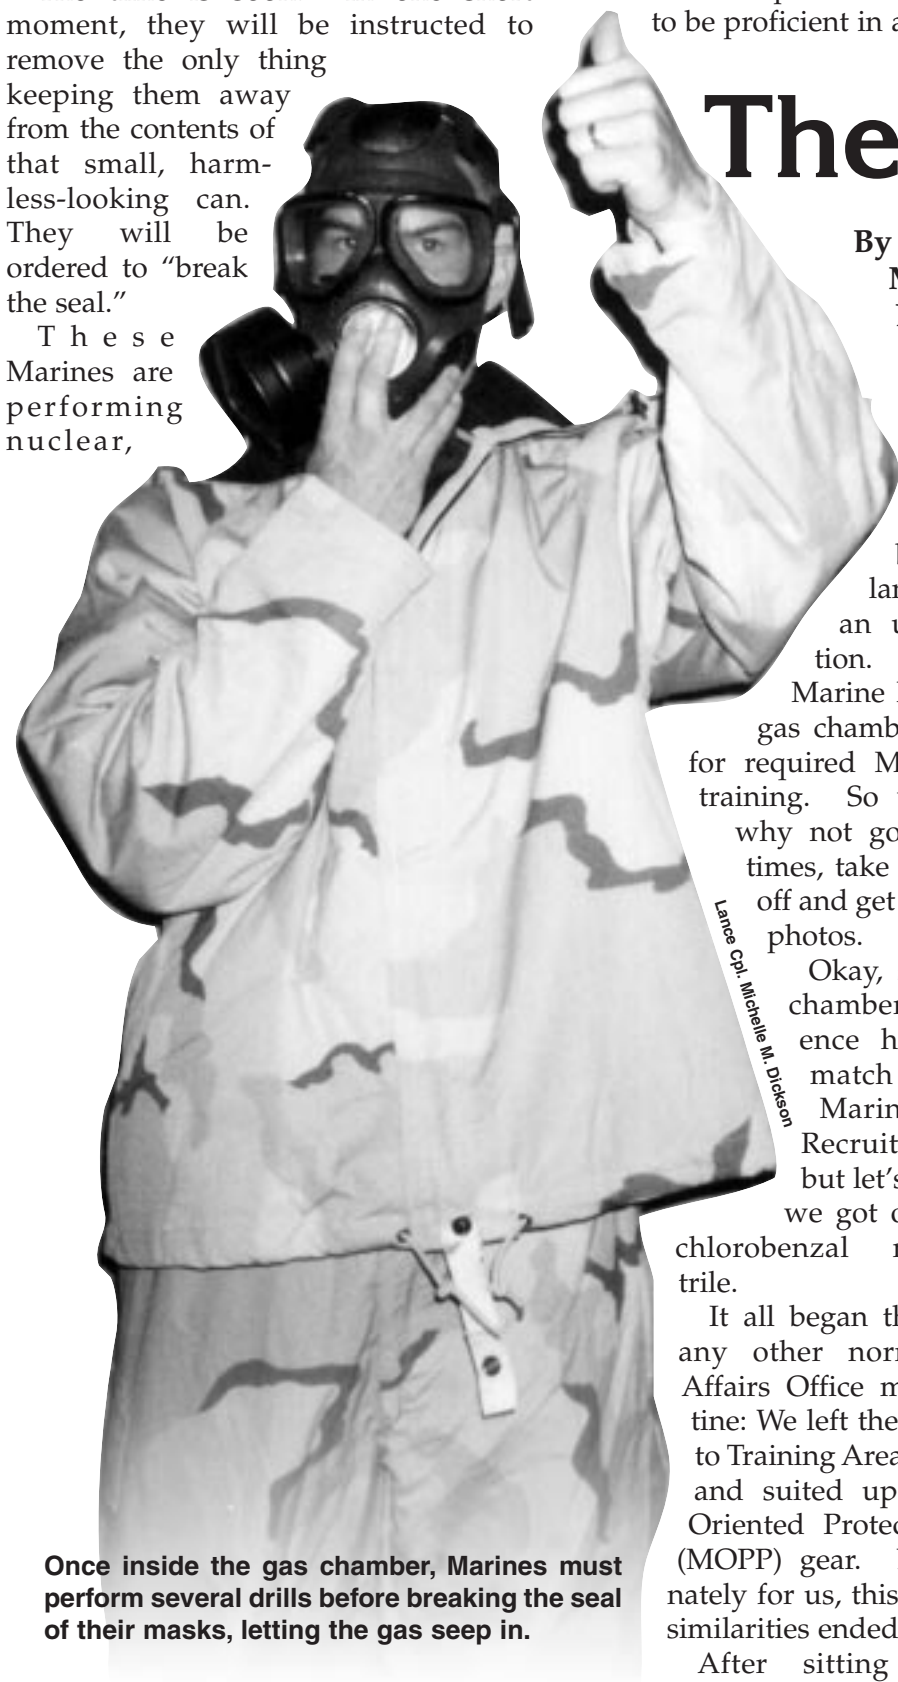 moment, they will be instructed to
remove the only thing
keeping them away
from the contents of
that small, harm-
less-looking can.
They will be
ordered to “break
the seal.”
These
Marines are
performing
nuclear,
Once inside the gas chamber, Marines must
perform several drills before breaking the seal
of their masks, letting the gas seep in.
Lance Cpl. Michelle M. Dickson
to be proficient in a
The
By
an
tion.
Marine
gas chamb
for required M
training. So
why not go
times, take
off and get
photos.
Okay,
chamber
ence h
match
Marin
Recruit
but let’s
we got
chlorobenzal
trile.
It all began th
any other norr
Affairs Office m
tine: We left the
to Training Area
and suited up
Oriented Protec
(MOPP) gear.
nately for us, this
similarities ended
After sitting